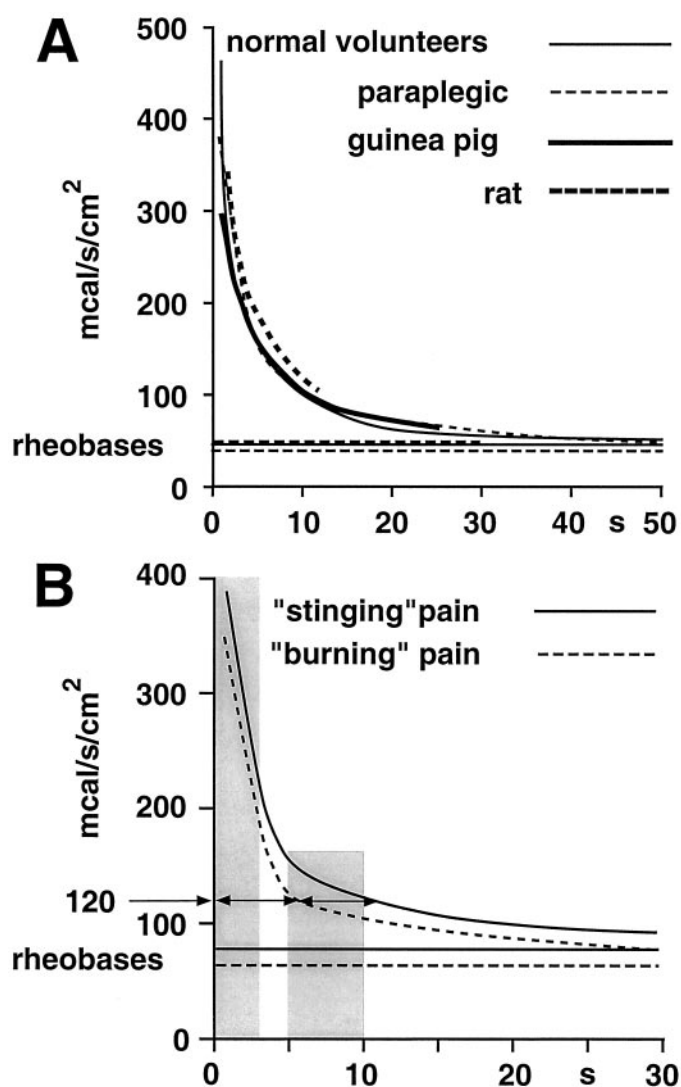 A
500
normal volunteers
paraplegic
400
guinea pig
rat
300
mcal/s/cm²
200
100
rheobases
0
0 10 20 30 40 s 50
B
400
"stinging"pain
"burning" pain
300
mcal/s/cm²
200
120
100
rheobases
0
0 10 20 s 30